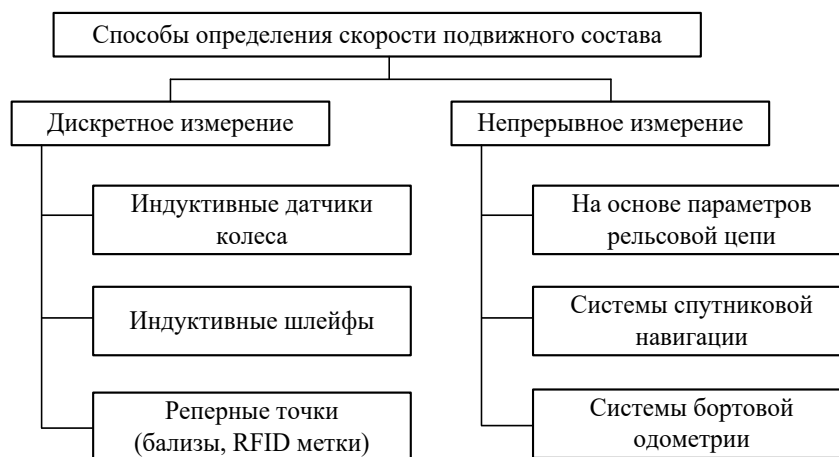 Способы определения скорости подвижного состава
Дискретное измерение
Индуктивные датчики
колеса
Индуктивные шлейфы
Реперные точки
(бализы, RFID метки)
Непрерывное измерение
На основе параметров
рельсовой цепи
Системы спутниковой
навигации
Системы бортовой
одометрии